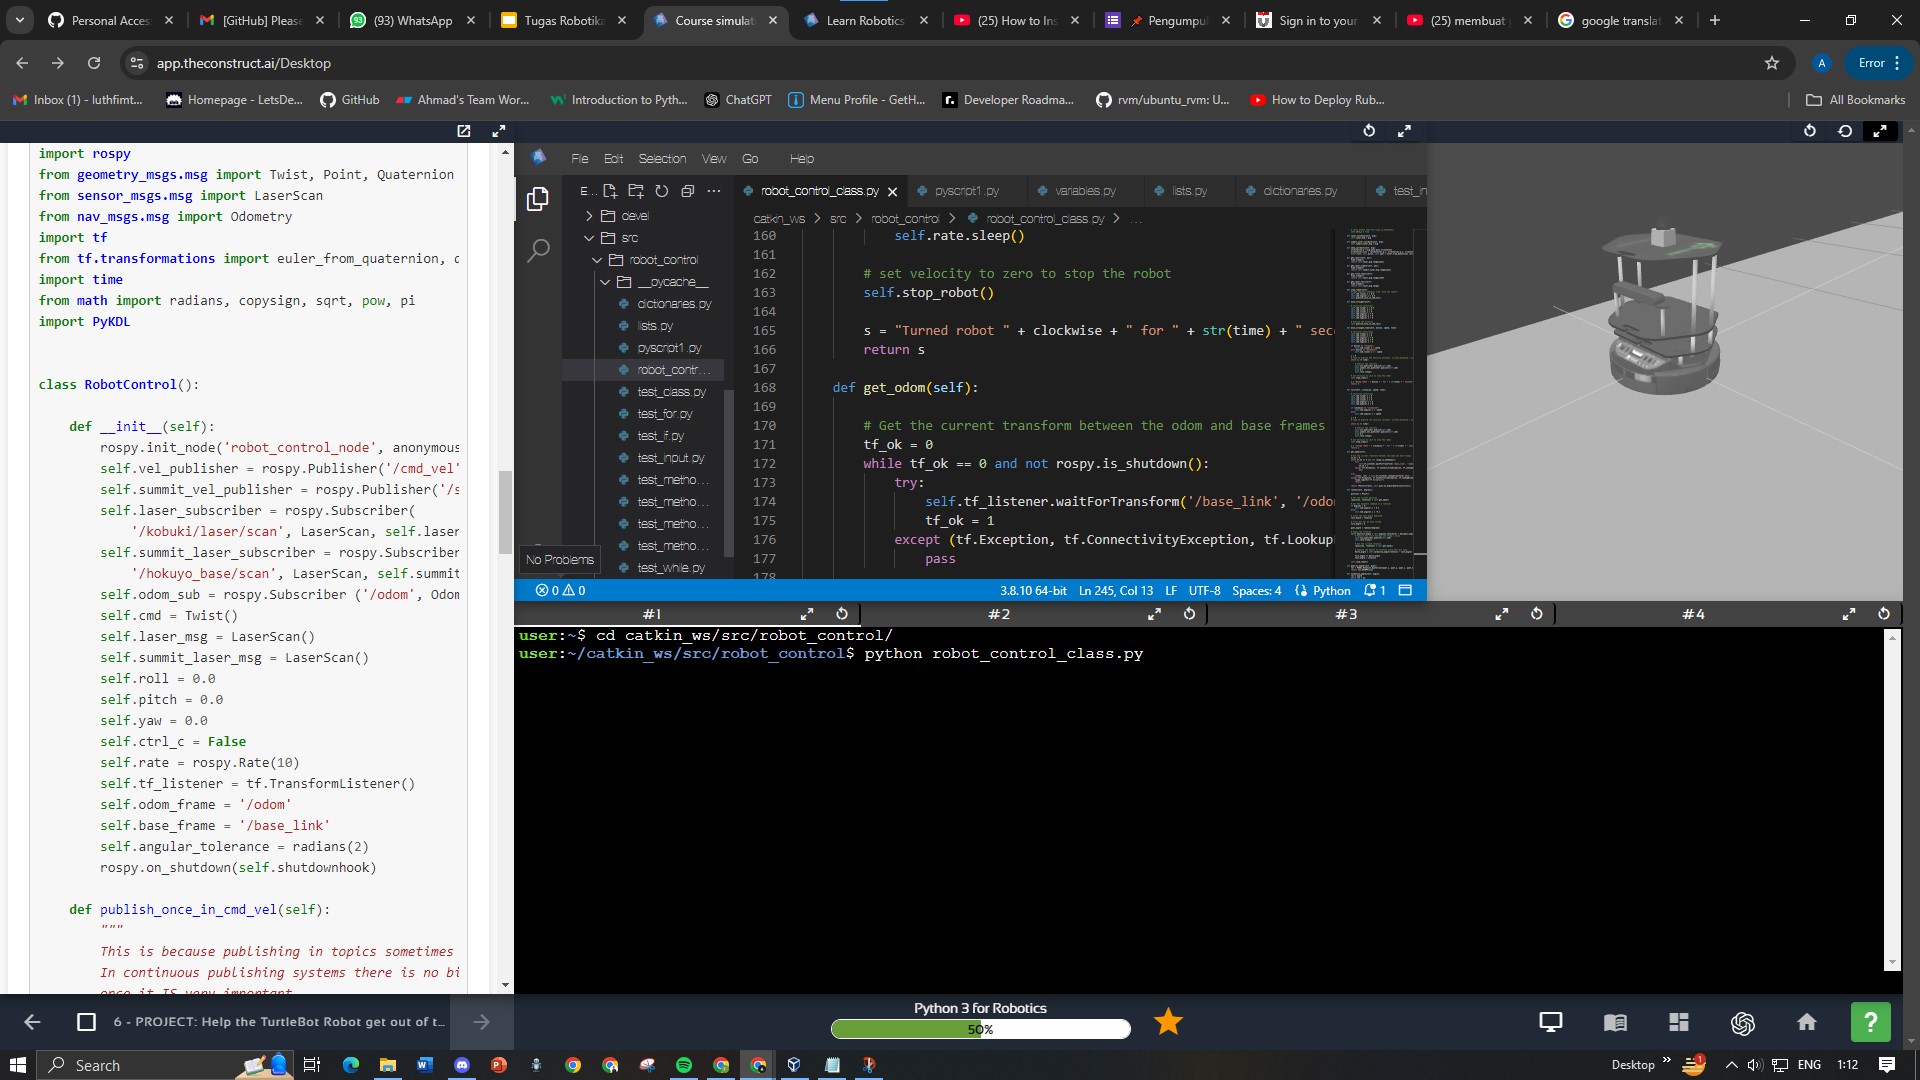 Personal Acces
[GitHub] Please
(93) WhatsApp
Tugas Robotika
Course simulati
Learn Robotics
(25) How to Ins
Pengumpul
Sign in to your
(25) membuat
google translat
app.theconstruct.ai/Desktop
A
Error
Inbox (1) - luthfimt...
Homepage - LetsDe...
GitHub
Ahmad's Team Wor...
Introduction to Pyth...
ChatGPT
Menu Profile - GetH...
Developer Roadma...
rvm/ubuntu_rvm: U...
How to Deploy Rub...
All Bookmarks
import rospy
from geometry_msgs.msg import Twist, Point, Quaternion
from sensor_msgs.msg import LaserScan
from nav_msgs.msg import Odometry
import tf
from tf.transformations import euler_from_quaternion, q
import time
from math import radians, copysign, sqrt, pow, pi
import PyKDL
class RobotControl():
def __init__(self):
rospy.init_node('robot_control_node', anonymous
self.vel_publisher = rospy.Publisher('/cmd_vel'
self.summit_vel_publisher = rospy.Publisher('/s
self.laser_subscriber = rospy.Subscriber(
'/kobuki/laser/scan', LaserScan, self.laser
self.summit_laser_subscriber = rospy.Subscriber
'/hokuyo_base/scan', LaserScan, self.summit
self.odom_sub = rospy.Subscriber ('/odom', Odom
self.cmd = Twist()
self.laser_msg = LaserScan()
self.summit_laser_msg = LaserScan()
self.roll = 0.0
self.pitch = 0.0
self.yaw = 0.0
self.ctrl_c = False
self.rate = rospy.Rate(10)
self.tf_listener = tf.TransformListener()
self.odom_frame = '/odom'
self.base_frame = '/base_link'
self.angular_tolerance = radians(2)
rospy.on_shutdown(self.shutdownhook)
def publish_once_in_cmd_vel(self):
"""
This is because publishing in topics sometimes
In continuous publishing systems there is no bi
once it IS very important
File Edit Selection View Go Help
E...
devel
src
robot_control
__pycache__
dictionaries.py
lists.py
pyscript1.py
robot_contr...
test_class.py
test_for.py
test_if.py
test_input.py
test_metho...
test_metho...
test_metho...
test_metho...
test_while.py
No Problems
robot_control_class.py
pyscript1.py
variables.py
lists.py
dictionaries.py
test_in
catkin_ws > src > robot_control > robot_control_class.py > ...
160 self.rate.sleep()
161
162 # set velocity to zero to stop the robot
163 self.stop_robot()
164
165 s = "Turned robot " + clockwise + " for " + str(time) + " sec
166 return s
167
168 def get_odom(self):
169
170 # Get the current transform between the odom and base frames
171 tf_ok = 0
172 while tf_ok == 0 and not rospy.is_shutdown():
173 try:
174 self.tf_listener.waitForTransform('/base_link', '/odom
175 tf_ok = 1
176 except (tf.Exception, tf.ConnectivityException, tf.Lookup
177 pass
178
0 0
3.8.10 64-bit Ln 245, Col 13 LF UTF-8 Spaces: 4 Python 1
#1 #2 #3 #4
user:~$ cd catkin_ws/src/robot_control/
user:~/catkin_ws/src/robot_control$ python robot_control_class.py
6 - PROJECT: Help the TurtleBot Robot get out of t...
Python 3 for Robotics
50%
?
Search
Desktop
1
ENG
1:12